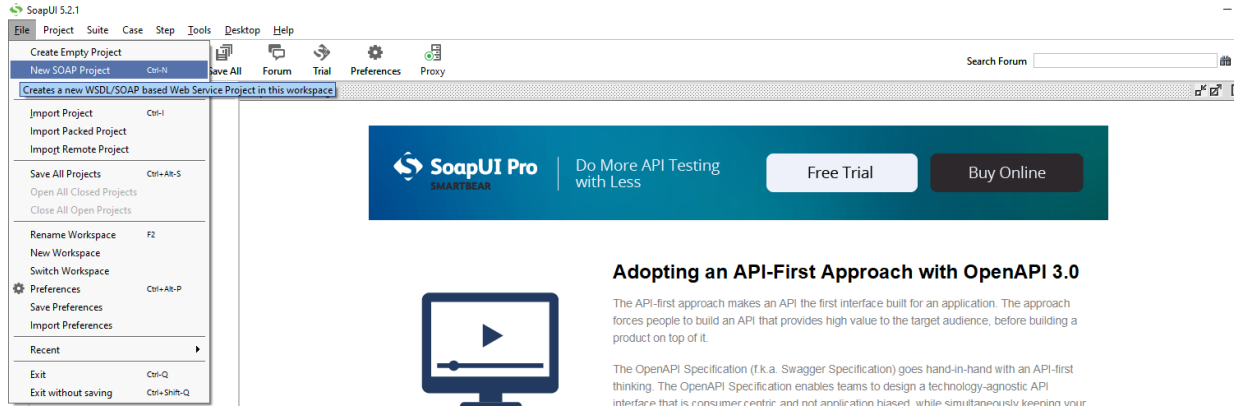 SoapUI 5.2.1
File Project Suite Case Step Tools Desktop Help
Save All Forum Trial Preferences Proxy
Search Forum
Create Empty Project
New SOAP Project Ctrl-N
Creates a new WSDL/SOAP based Web Service Project in this workspace
Import Project Ctrl-I
Import Packed Project
Import Remote Project
Save All Projects Ctrl+Alt-S
Open All Closed Projects
Close All Open Projects
Rename Workspace F2
New Workspace
Switch Workspace
Preferences Ctrl+Alt-P
Save Preferences
Import Preferences
Recent
Exit Ctrl-Q
Exit without saving Ctrl+Shift-Q
SoapUI Pro
SMARTBEAR
Do More API Testing
with Less
Free Trial
Buy Online
Adopting an API-First Approach with OpenAPI 3.0
The API-first approach makes an API the first interface built for an application. The approach
forces people to build an API that provides high value to the target audience, before building a
product on top of it.
The OpenAPI Specification (f.k.a. Swagger Specification) goes hand-in-hand with an API-first
thinking. The OpenAPI Specification enables teams to design a technology-agnostic API
interface that is consumer centric and not application biased, while simultaneously keeping your